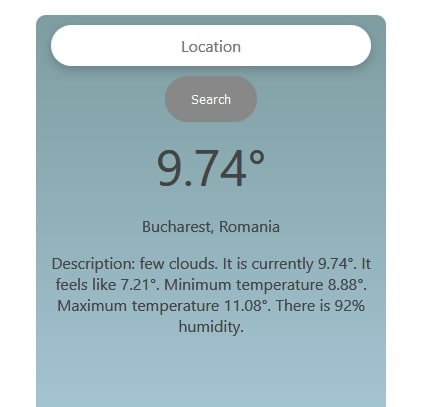 Location
Search
9.74°
Bucharest, Romania
Description: few clouds. It is currently 9.74°. It
feels like 7.21°. Minimum temperature 8.88°.
Maximum temperature 11.08°. There is 92%
humidity.